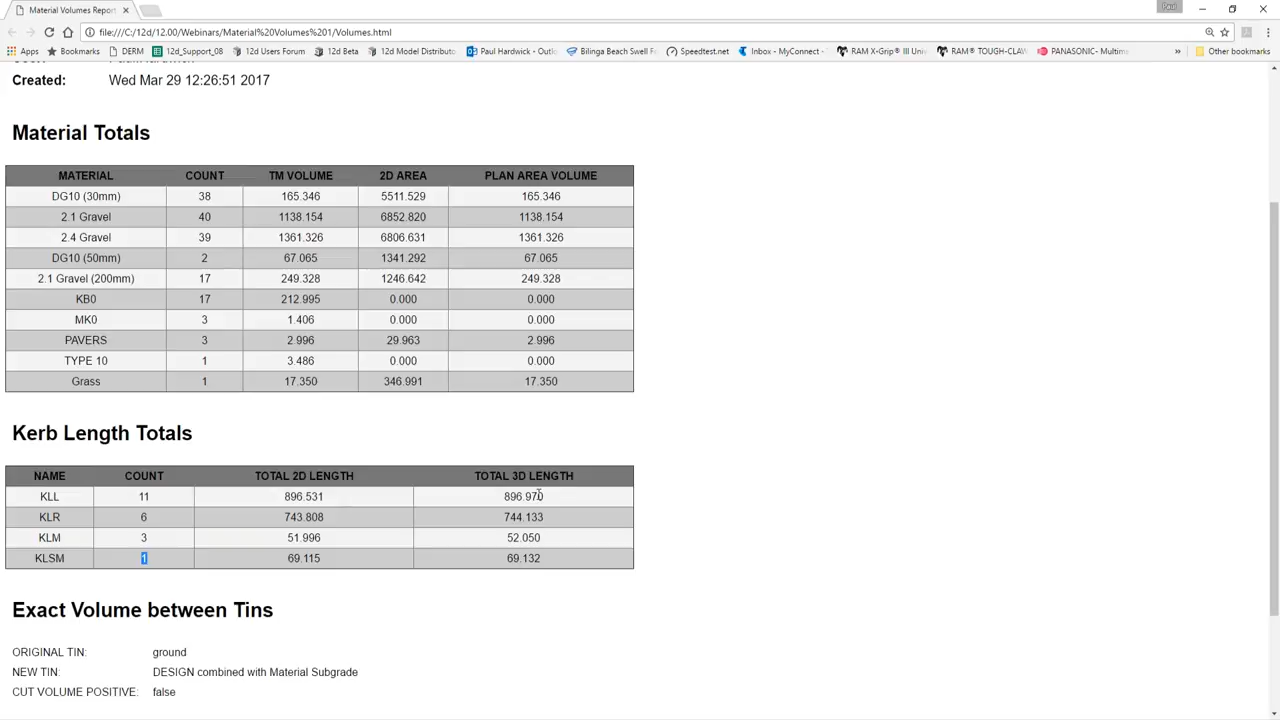 Material Volumes Report
Paul
file:///C:/12d/12.00/Webinars/Material%20Volumes%201/Volumes.html
Apps Bookmarks DERM 12d_Support_08 12d Users Forum 12d Beta 12d Model Distributo Paul Hardwick - Outlo Bilinga Beach Swell F Speedtest.net Inbox - MyConnect - RAM X-Grip® III Univ RAM® TOUGH-CLAW PANASONIC- Multime » Other bookmarks
Created: Wed Mar 29 12:26:51 2017
Material Totals
MATERIAL COUNT TM VOLUME 2D AREA PLAN AREA VOLUME
DG10 (30mm) 38 165.346 5511.529 165.346
2.1 Gravel 40 1138.154 6852.820 1138.154
2.4 Gravel 39 1361.326 6806.631 1361.326
DG10 (50mm) 2 67.065 1341.292 67.065
2.1 Gravel (200mm) 17 249.328 1246.642 249.328
KB0 17 212.995 0.000 0.000
MK0 3 1.406 0.000 0.000
PAVERS 3 2.996 29.963 2.996
TYPE 10 1 3.486 0.000 0.000
Grass 1 17.350 346.991 17.350
Kerb Length Totals
NAME COUNT TOTAL 2D LENGTH TOTAL 3D LENGTH
KLL 11 896.531 896.970
KLR 6 743.808 744.133
KLM 3 51.996 52.050
KLSM 1 69.115 69.132
Exact Volume between Tins
ORIGINAL TIN: ground
NEW TIN: DESIGN combined with Material Subgrade
CUT VOLUME POSITIVE: false